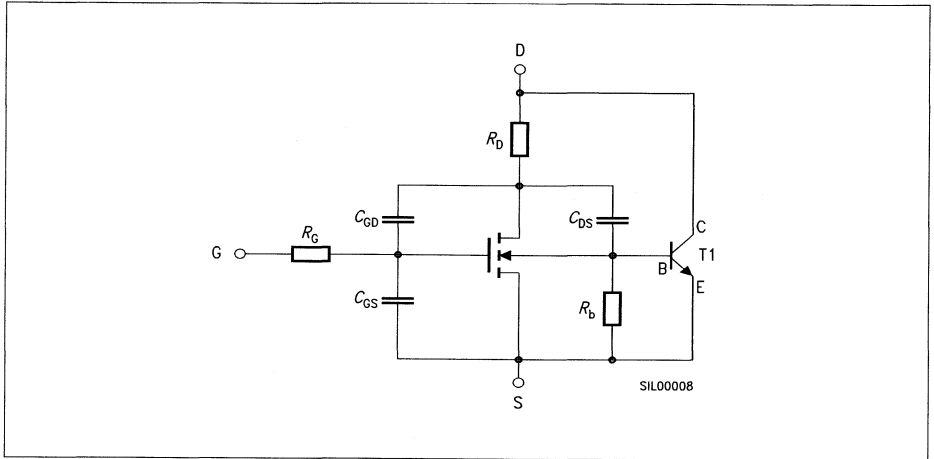 D
R_D
C_GD
C_DS
C
G
R_G
T1
B
E
C_GS
R_b
S
SIL00008